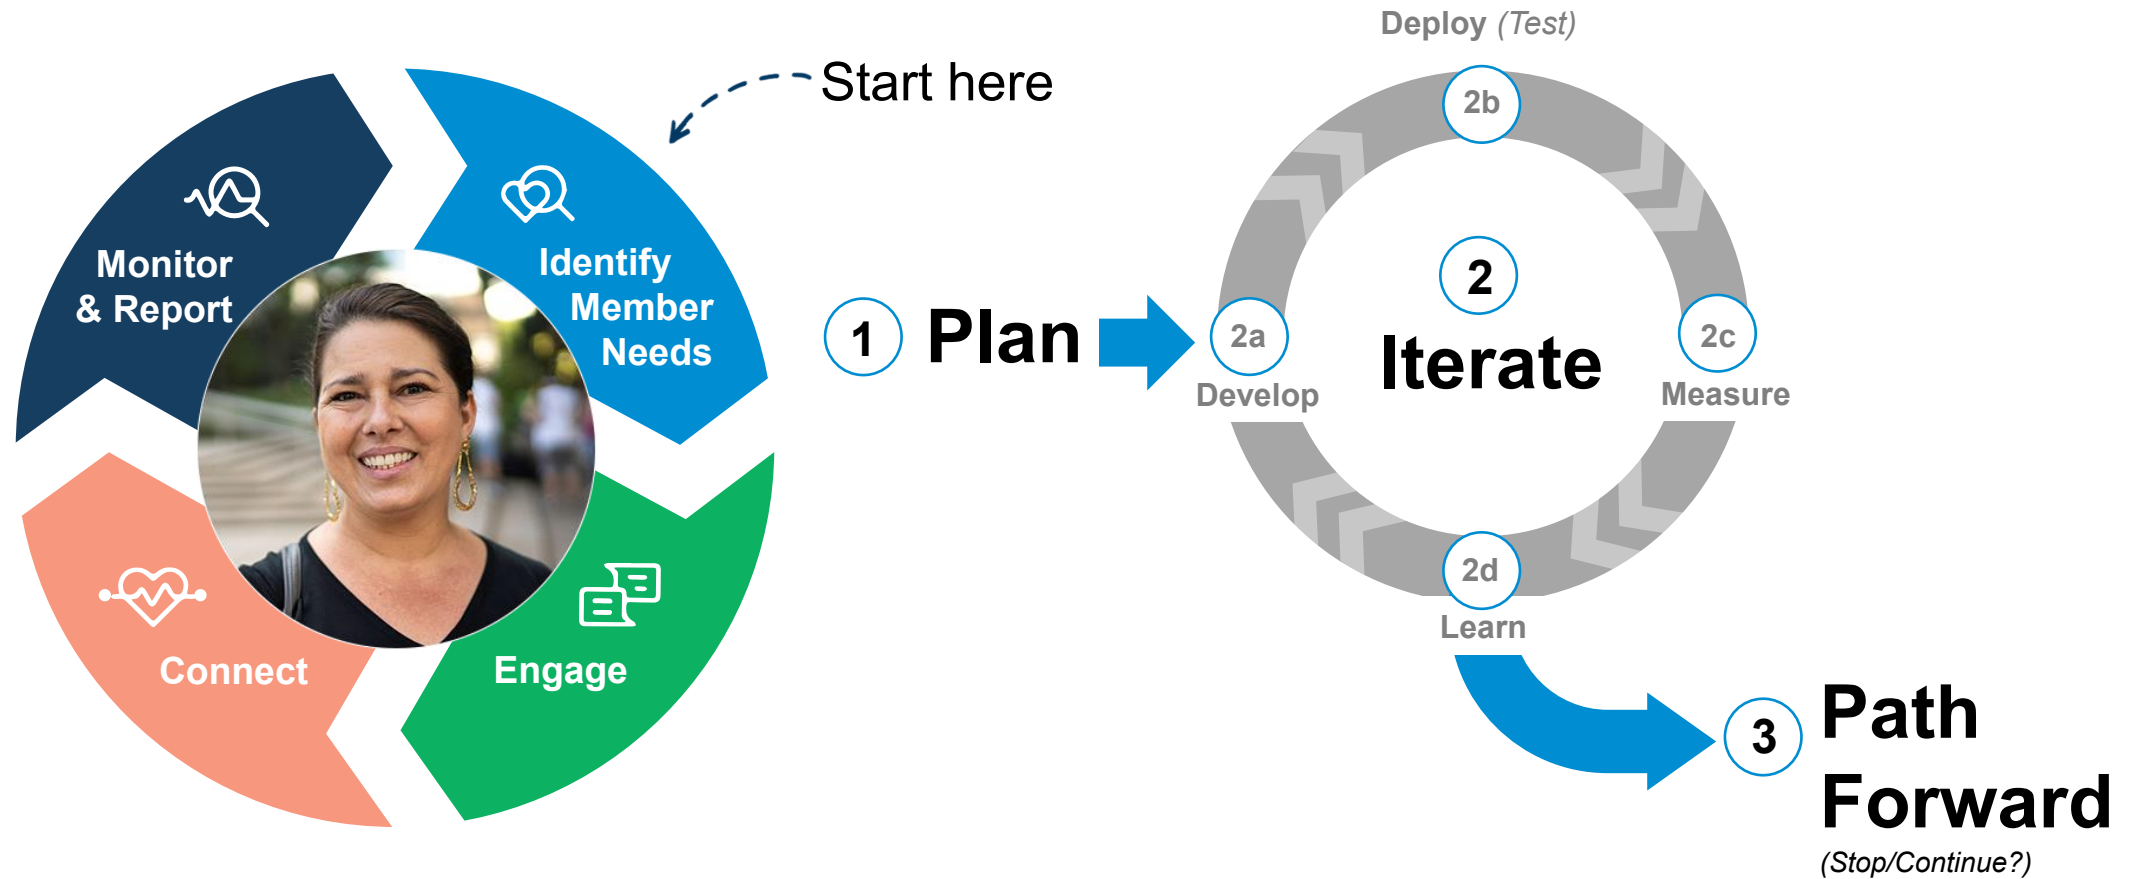 Start here
Monitor
& Report
Identify
Member
Needs
Connect
Engage
1 Plan
Deploy (Test)
2b
2
Iterate
2a
Develop
2c
Measure
2d
Learn
3 Path
Forward
(Stop/Continue?)